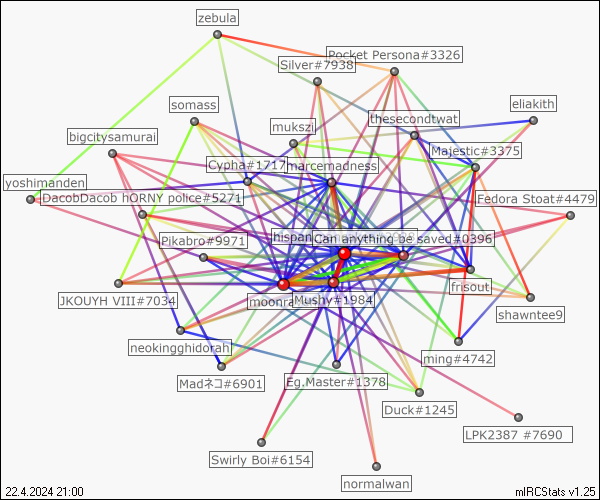 zebula
Pocket Persona#3326
Silver#7938
somass
eliakith
mukszi
thesecondtwat
bigcitysamurai
Majestic#3375
Cypha#1717
marcemadness
yoshimanden
DacobDacob hORNY police#5271
Fedora Stoat#4479
Pikabro#9971
Can anything be saved#0396
JKOUYH VIII#7034
Mushy#1984
frisout
shawntee9
neokingghidorah
ming#4742
Madネコ#6901
Eg.Master#1378
Duck#1245
LPK2387 #7690
Swirly Boi#6154
normalwan
22.4.2024 21:00
mIRCStats v1.25